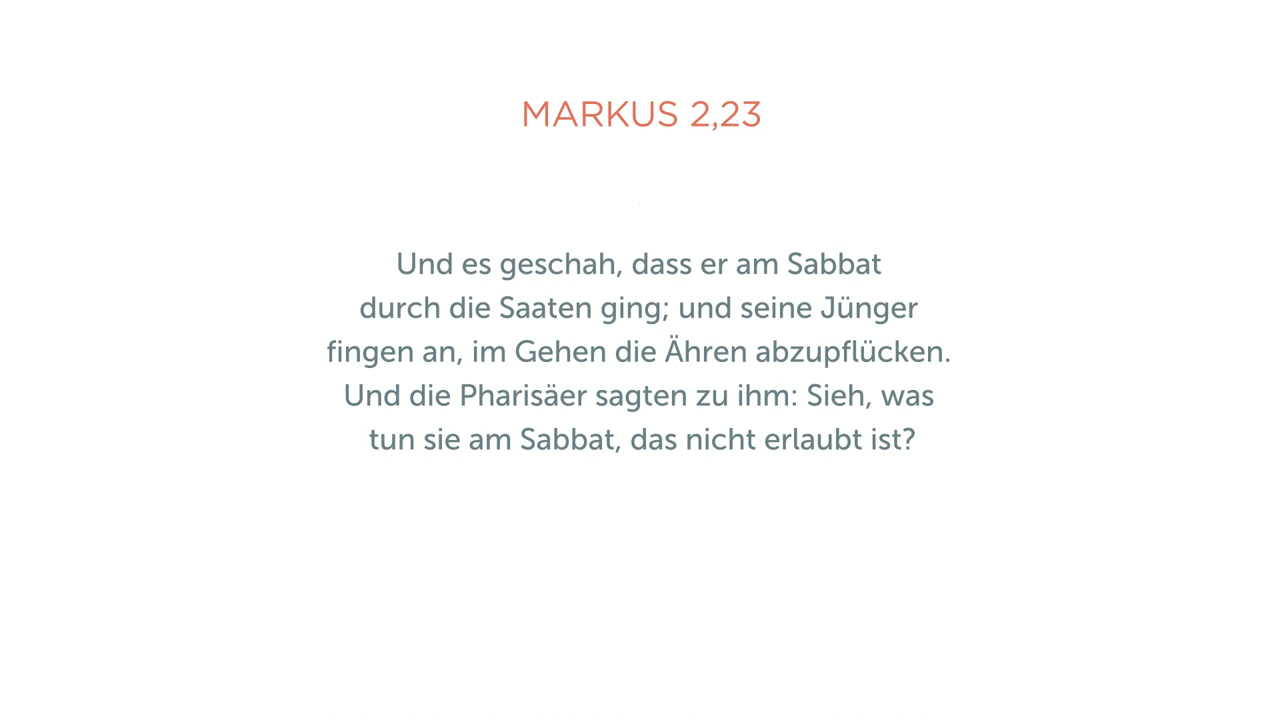 MARKUS 2,23
Und es geschah, dass er am Sabbat
durch die Saaten ging; und seine Jünger
fingen an, im Gehen die Ähren abzupflücken.
Und die Pharisäer sagten zu ihm: Sieh, was
tun sie am Sabbat, das nicht erlaubt ist?